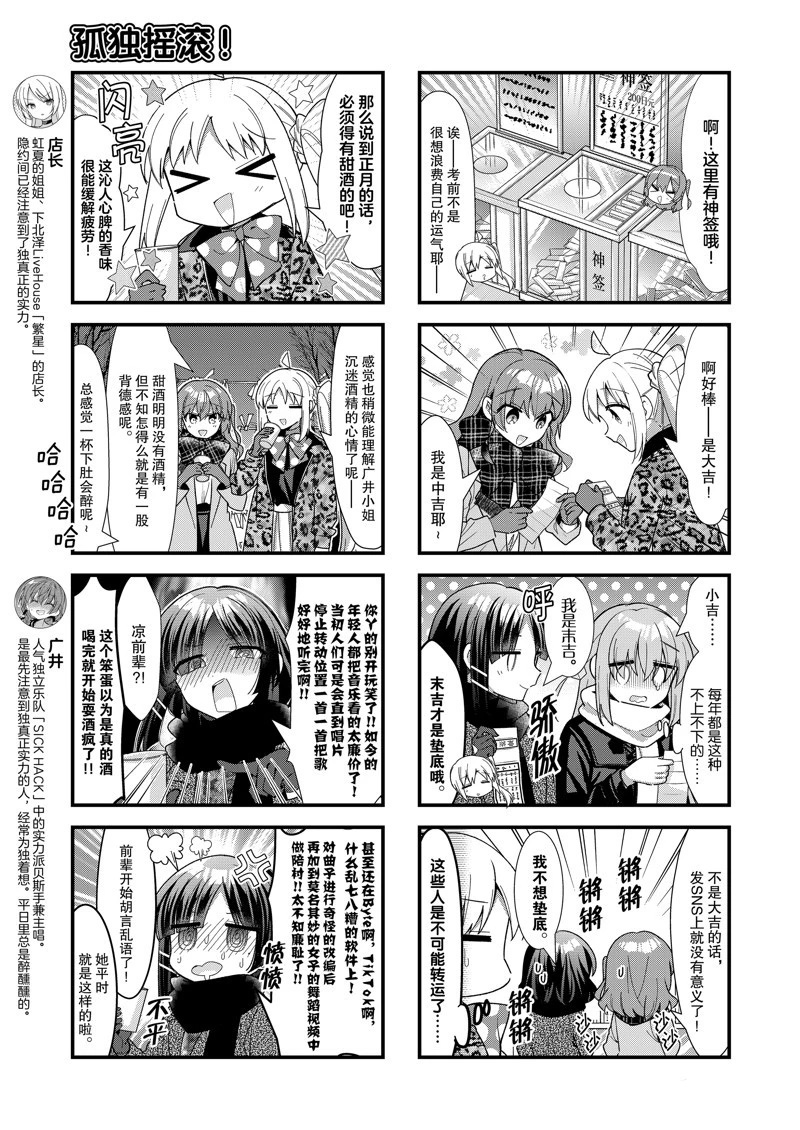 孤独摇滚！
啊！这里有神签哦！
诶——考前不是
很想浪费自己的运气耶——
神签
200日元
神签
啊好棒——是大吉！
我是中吉耶~
小吉……
每年都是这种
不上不下的……
呼
我是末吉。
末吉才是垫底哦。
骄傲
不是大吉的话，
发SNS上就没有意义了！
锵锵
锵锵
锵锵
沙沙
沙沙
我不想垫底。
这些人是不可能转运了……
那么说到正月的话，
必须得有甜酒的吧！
闪亮
这沁人心脾的香味
很能缓解疲劳！
感觉也稍微能理解广井小姐
沉迷酒精的心情了呢——
甜酒明明没有酒精，
但不知怎得么就是有一股
背德感呢。
总感觉一杯下肚会醉呢~
哈哈哈哈
你丫的别开玩笑了!!如今的
年轻人都把音乐看的太廉价了！
当初人们可是会直到唱片
停止转动位置一首一首把歌
好好地听完啊!!
凉前辈?!
这个笨蛋以为是真的酒
喝完就开始耍酒疯了!!
甚至还在Byte啊，TikTok啊，
什么乱七八糟的软件上！
对曲子进行奇怪的改编后
再加到莫名其妙的女子的舞蹈视频中
做陪衬!!太不知廉耻了!!
愤愤
不平
前辈开始胡言
乱语了！
她平时
就是这样的啦。
店长
虹夏的姐姐、下北泽LiveHouse「繁星」的店长。
隐约间已经注意到了独真正的实力。
广井
人气独立乐队「SICK HACK」中的实力派贝斯手兼主唱。
是最先注意到独真正实力的人，经常为独着想。平日里总是醉醺醺的。